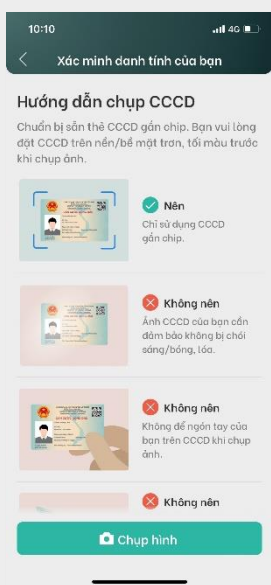 10:10
4G
Xác minh danh tính của bạn
Hướng dẫn chụp CCCD
Chuẩn bị sẵn thẻ CCCD gắn chip. Bạn vui lòng
đặt CCCD trên nền/bề mặt trơn, tối màu trước
khi chụp ảnh.
Nên
Chỉ sử dụng CCCD
gắn chip.
Không nên
Ảnh CCCD của bạn cần
đảm bảo không bị chói
sáng/bóng, lóa.
Không nên
Không để ngón tay của
bạn trên CCCD khi chụp
ảnh.
Không nên
Chụp hình